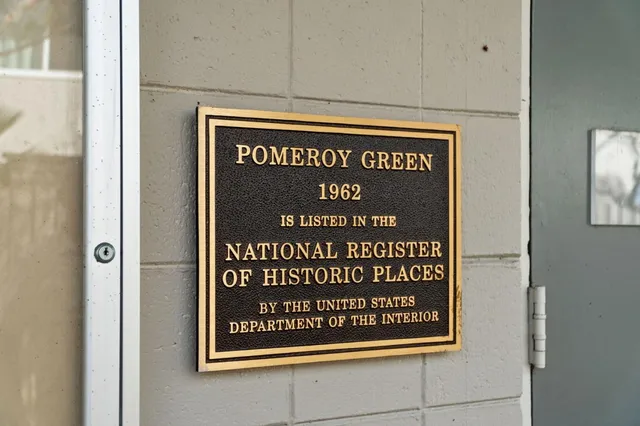 POMEROY GREEN
1962
IS LISTED IN THE
NATIONAL REGISTER
OF HISTORIC PLACES
BY THE UNITED STATES
DEPARTMENT OF THE INTERIOR